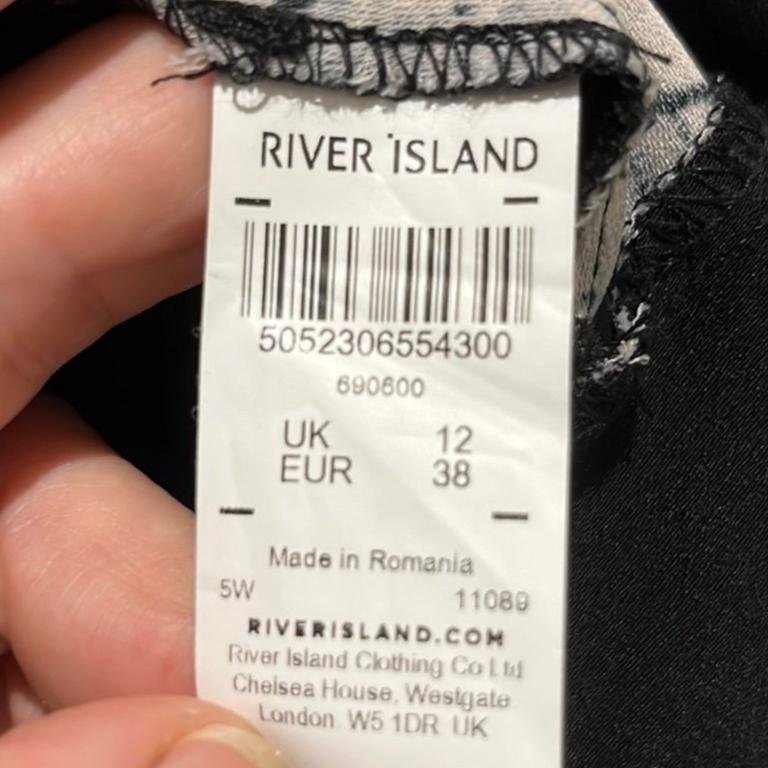 RIVER ISLAND
5052306554300
690600
UK 12
EUR 38
Made in Romania
5W 11089
RIVERISLAND.COM
River Island Clothing Co Ltd
Chelsea House, Westgate
London W5 1DR UK